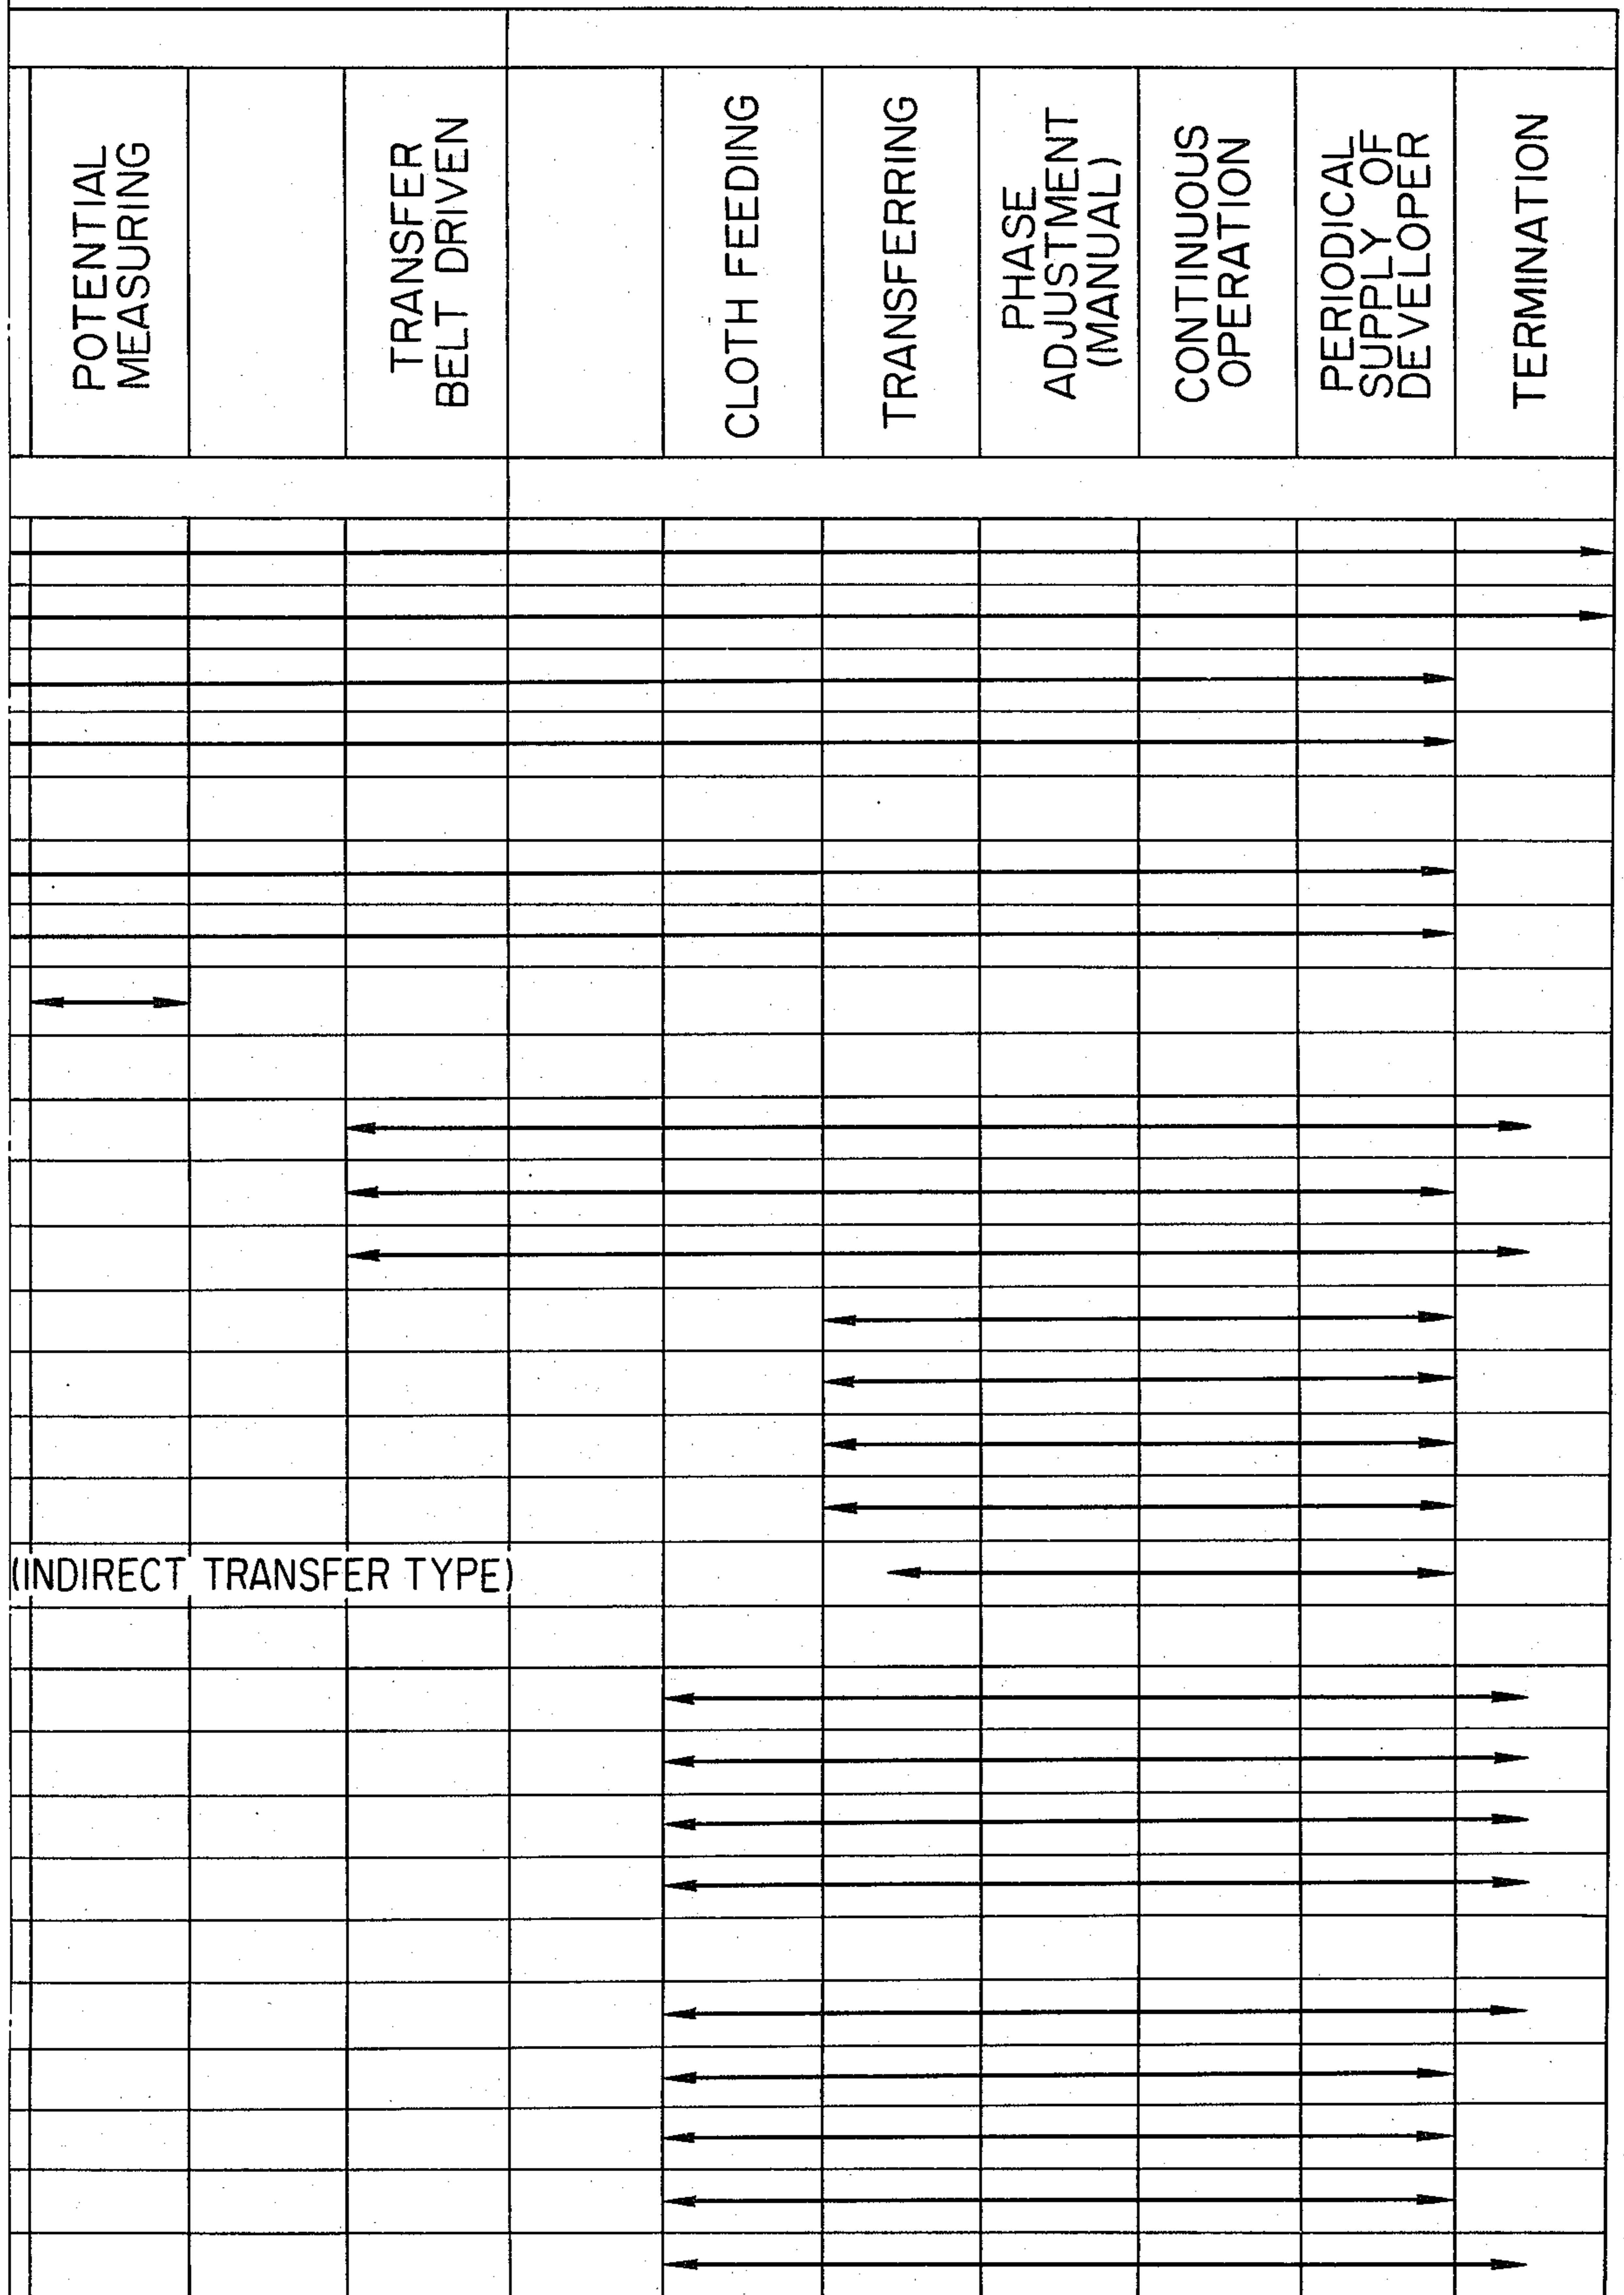 POTENTIAL
MEASURING
TRANSFER
BELT DRIVEN
CLOTH FEEDING
TRANSFERRING
PHASE
ADJUSTMENT
(MANUAL)
CONTINUOUS
OPERATION
PERIODICAL
SUPPLY OF
DEVELOPER
TERMINATION
(INDIRECT TRANSFER TYPE)